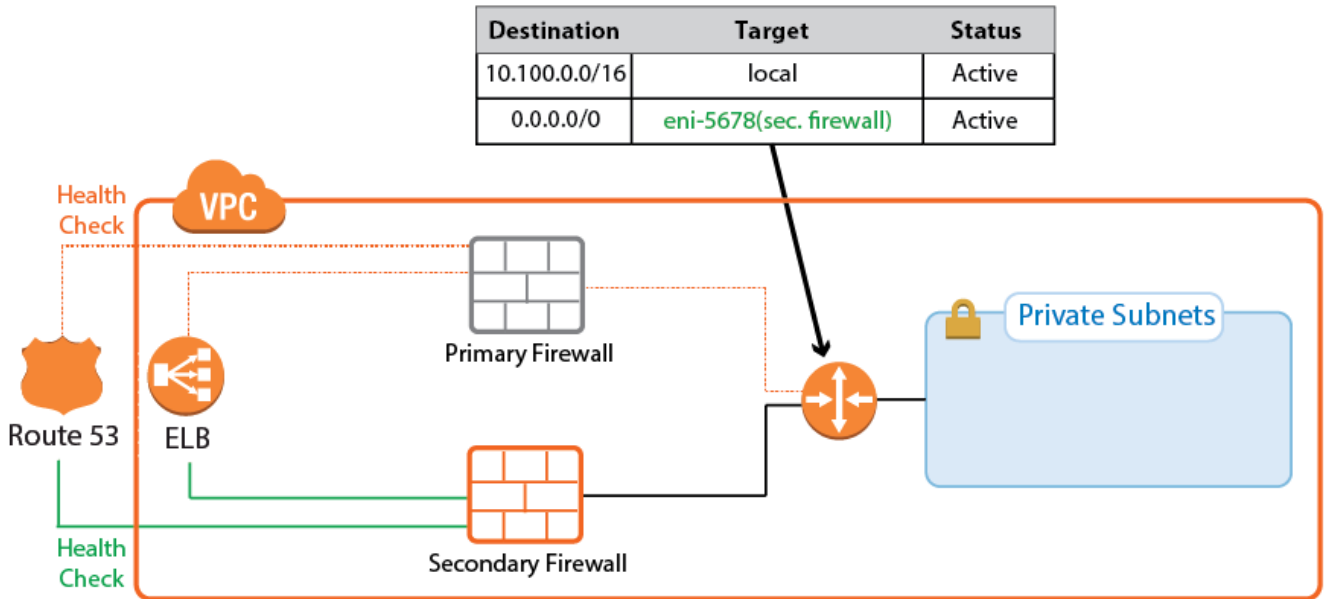 Destination Target Status
10.100.0.0/16 local Active
0.0.0.0/0 eni-5678(sec. firewall) Active
Health
Check
VPC
Primary Firewall
Private Subnets
Route 53
ELB
Secondary Firewall
Health
Check